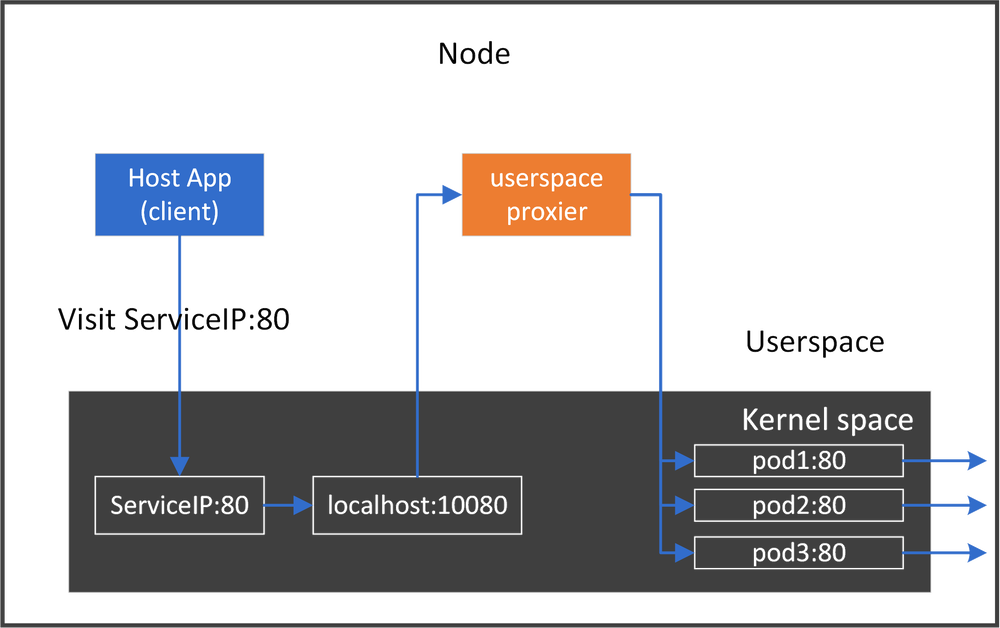 Node
Host App
(client)
userspace
proxier
Visit ServiceIP:80
Userspace
Kernel space
ServiceIP:80
localhost:10080
pod1:80
pod2:80
pod3:80